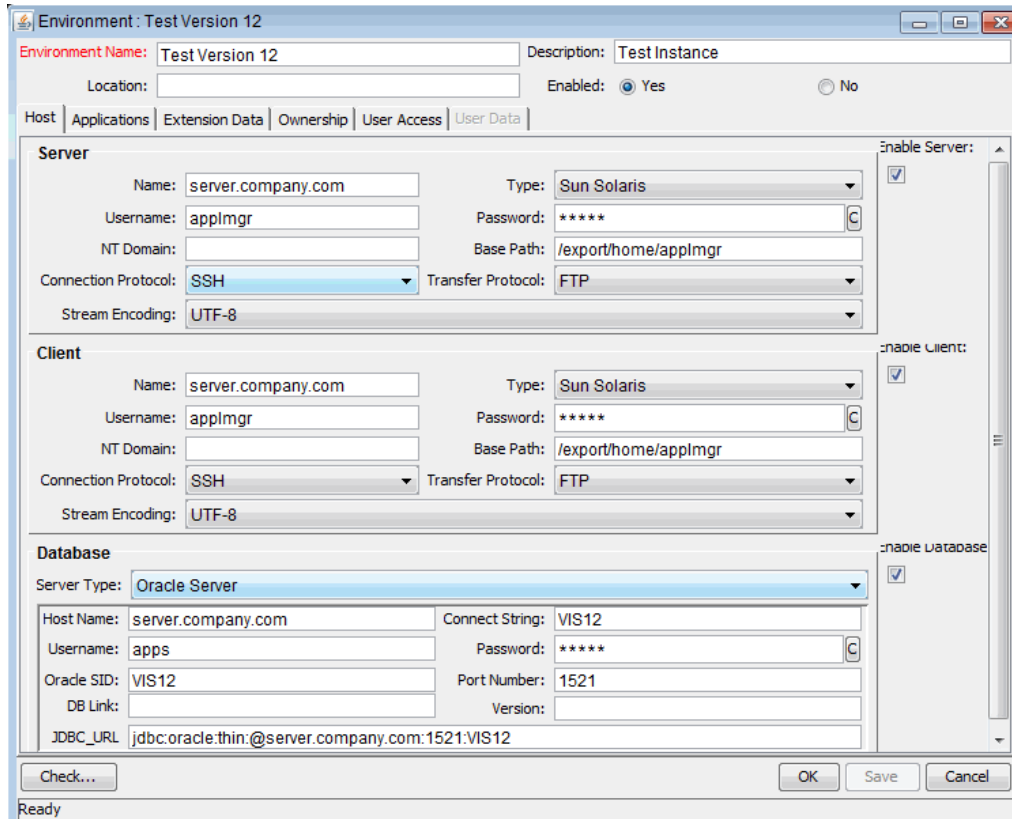 Environment : Test Version 12
Environment Name: Test Version 12 Description: Test Instance
Location: Enabled: Yes No
Host Applications Extension Data Ownership User Access User Data
Server Enable Server:
Name: server.company.com Type: Sun Solaris
Username: applmgr Password: ***** C
NT Domain: Base Path: /export/home/applmgr
Connection Protocol: SSH Transfer Protocol: FTP
Stream Encoding: UTF-8
Client Enable Client:
Name: server.company.com Type: Sun Solaris
Username: applmgr Password: ***** C
NT Domain: Base Path: /export/home/applmgr
Connection Protocol: SSH Transfer Protocol: FTP
Stream Encoding: UTF-8
Database Enable Database
Server Type: Oracle Server
Host Name: server.company.com Connect String: VIS12
Username: apps Password: ***** C
Oracle SID: VIS12 Port Number: 1521
DB Link: Version:
JDBC_URL jdbc:oracle:thin:@server.company.com:1521:VIS12
Check... OK Save Cancel
Ready